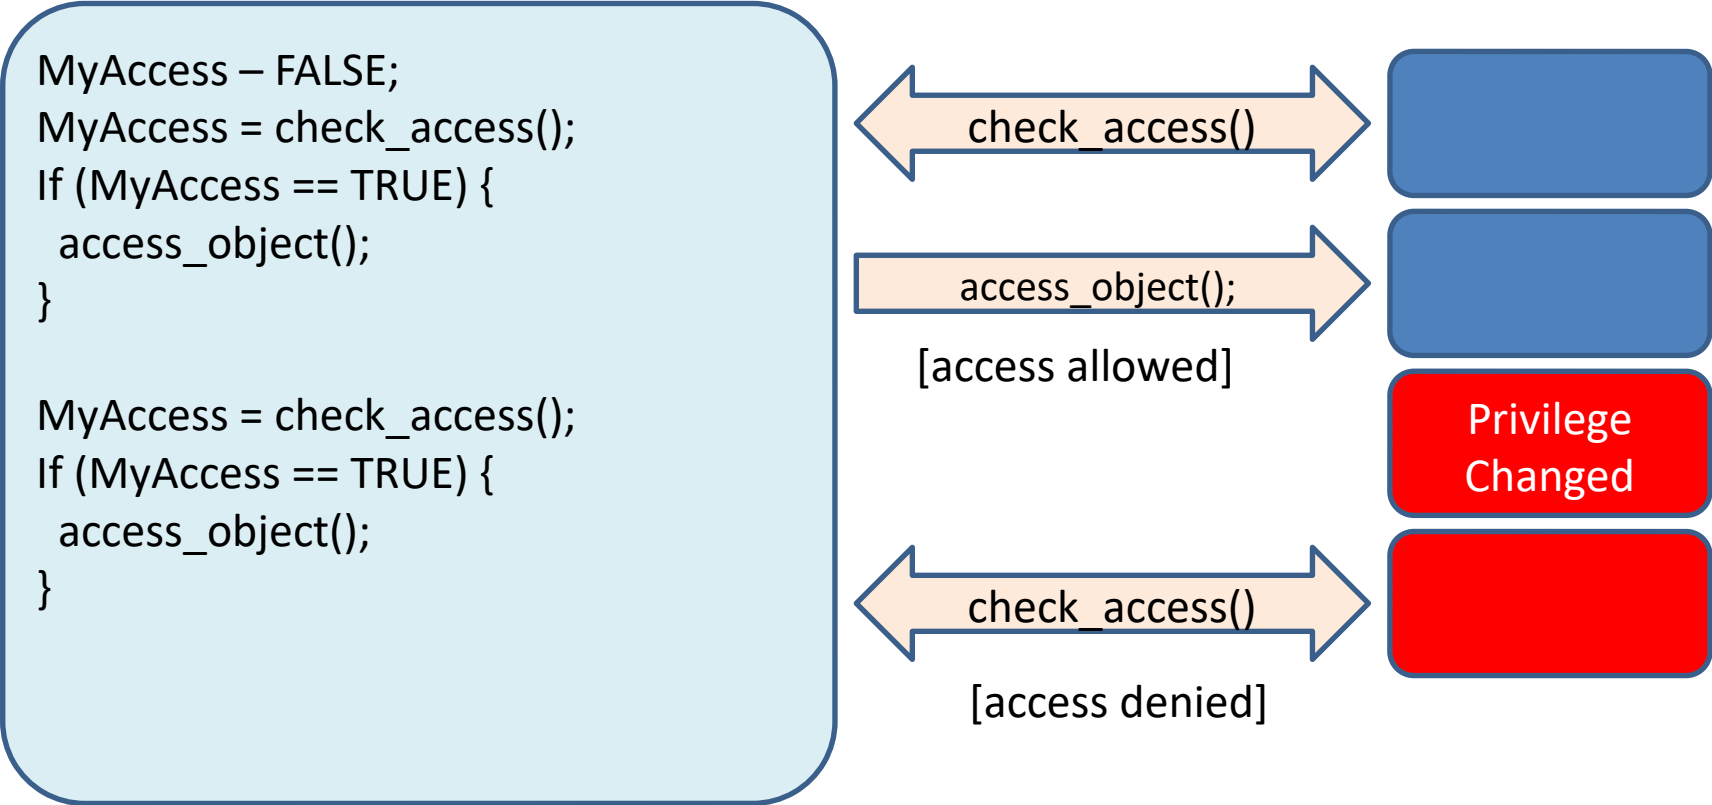 MyAccess – FALSE;
MyAccess = check_access();
If (MyAccess == TRUE) {
access_object();
}
MyAccess = check_access();
If (MyAccess == TRUE) {
access_object();
}
check_access()
access_object();
[access allowed]
Privilege
Changed
check_access()
[access denied]